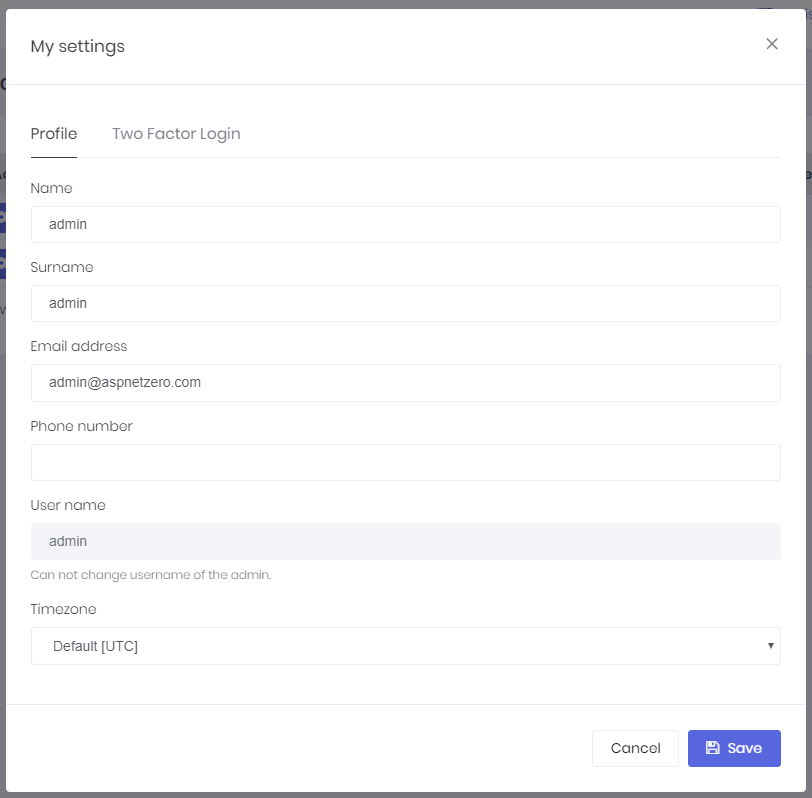 My settings
Profile Two Factor Login
Name
admin
Surname
admin
Email address
admin@aspnetzero.com
Phone number
User name
admin
Can not change username of the admin.
Timezone
Default [UTC]
Cancel Save